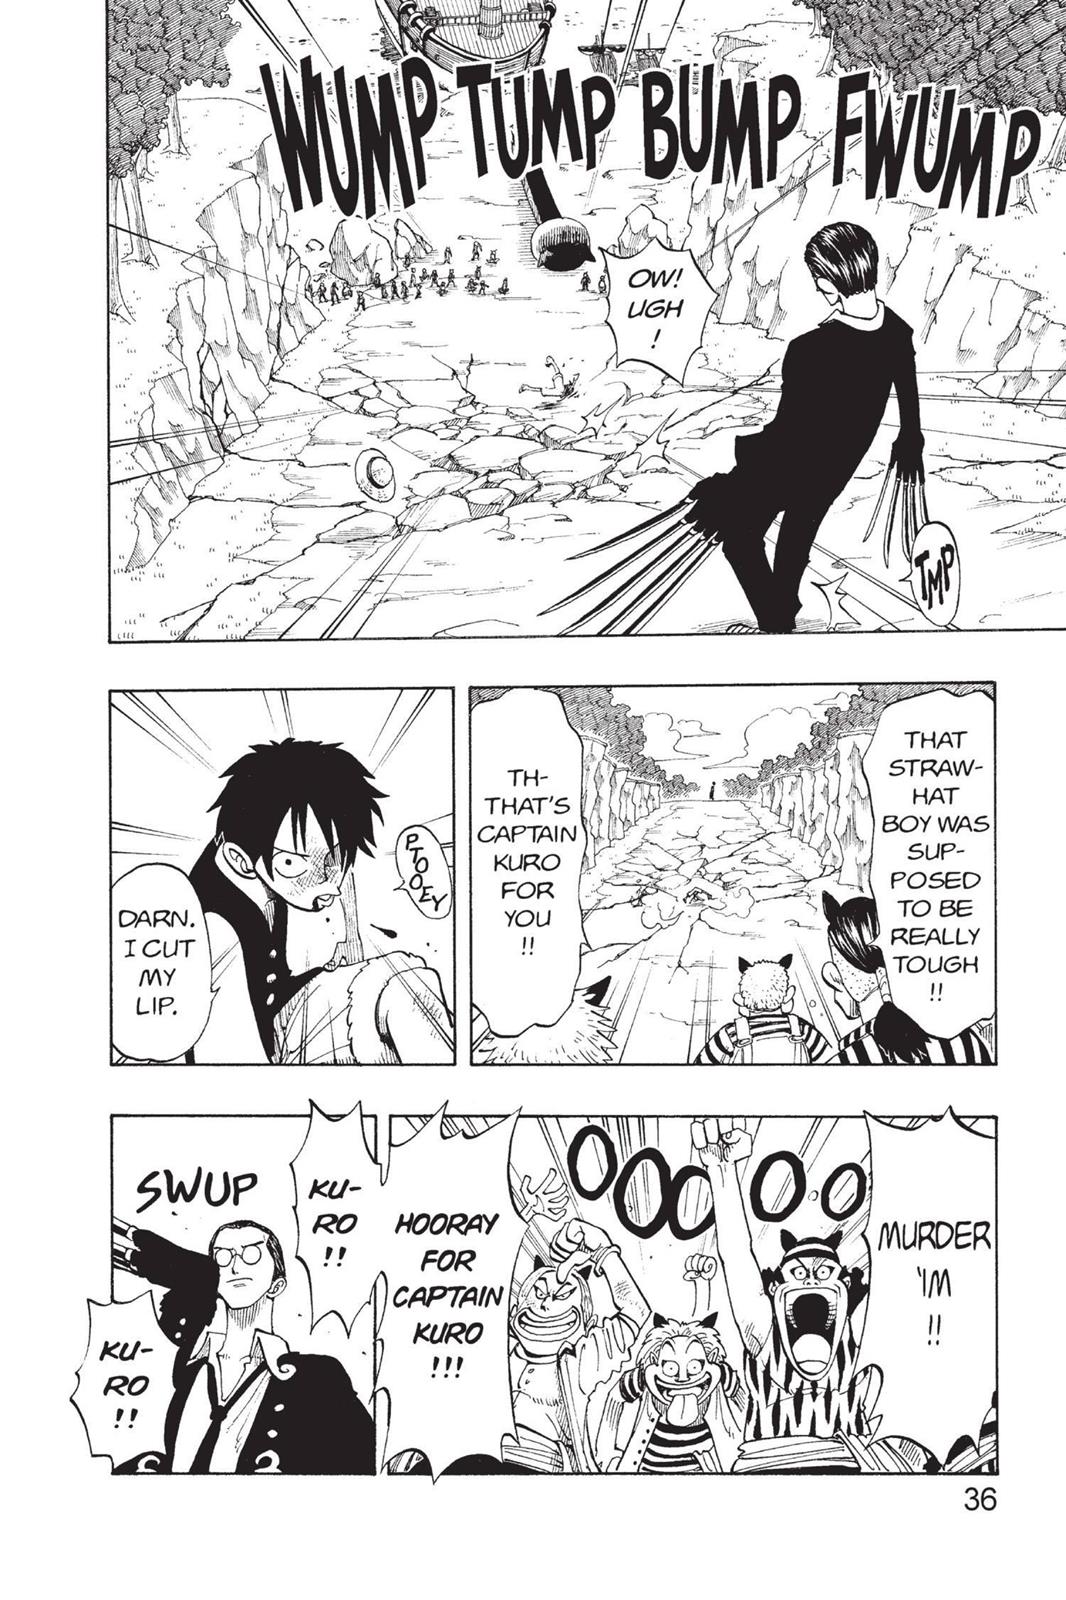 WUMP TUMP BUMP FWUMP
OW!
UGH
!
TMP
THAT
STRAW-
HAT
BOY WAS
SUP-
POSED
TO BE
REALLY
TOUGH
!!
TH-
THAT'S
CAPTAIN
KURO
FOR
YOU
!!
PTOOEY
DARN.
I CUT
MY
LIP.
MURDER
'IM
!!
OOOOOO
HOORAY
FOR
CAPTAIN
KURO
!!!
KU-
RO
!!
SWUP
KU-
RO
!!
36